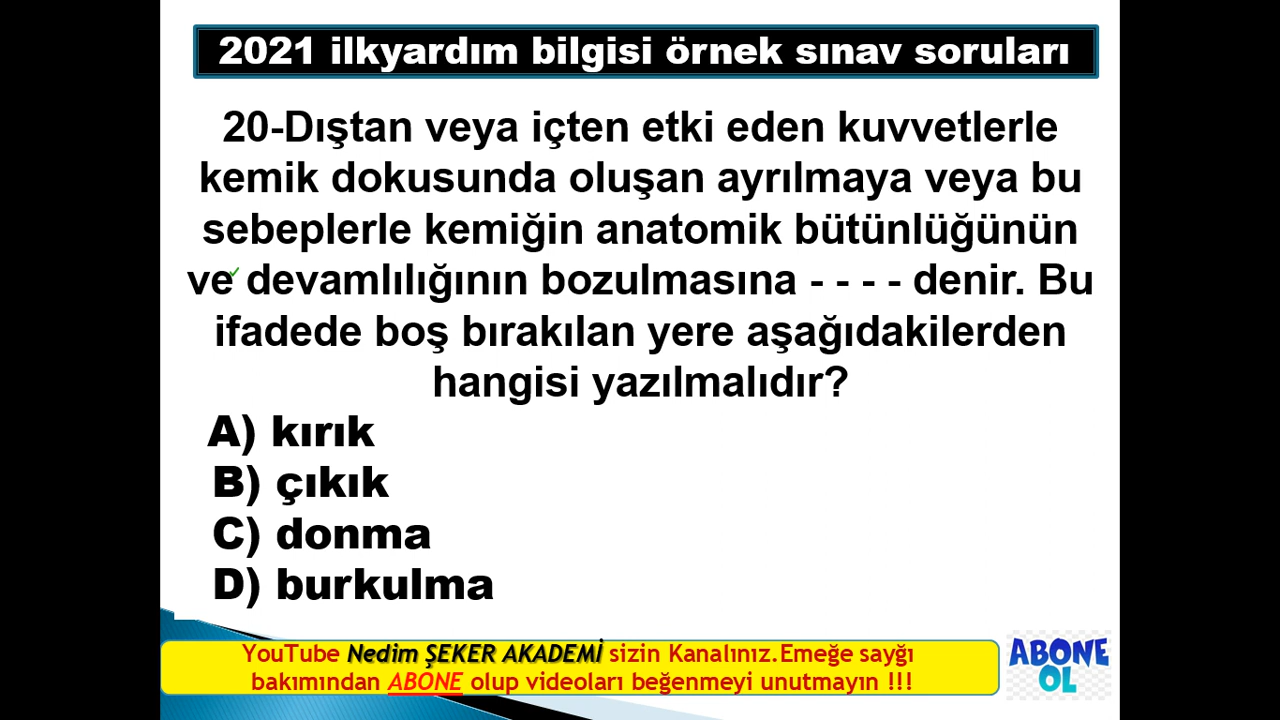 2021 ilkyardım bilgisi örnek sınav soruları
20-Dıştan veya içten etki eden kuvvetlerle
kemik dokusunda oluşan ayrılmaya veya bu
sebeplerle kemiğin anatomik bütünlüğünün
ve devamlılığının bozulmasına - - - - denir. Bu
ifadede boş bırakılan yere aşağıdakilerden
hangisi yazılmalıdır?
A) kırık
B) çıkık
C) donma
D) burkulma
YouTube Nedim ŞEKER AKADEMİ sizin Kanalınız.Emeğe sayğı
bakımından ABONE olup videoları beğenmeyi unutmayın !!!
ABONE
OL